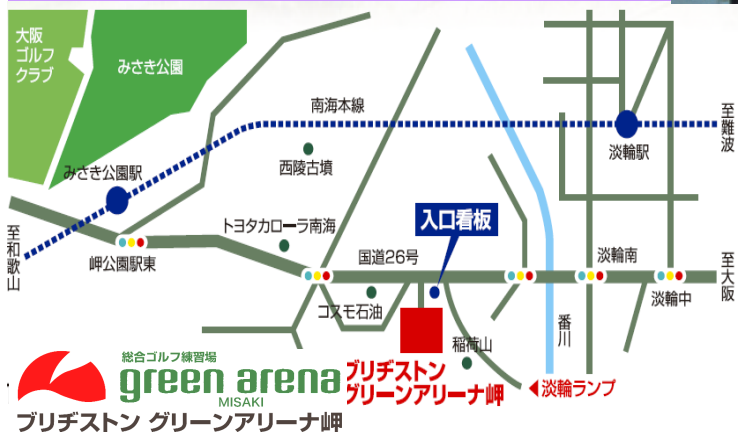 大阪
ゴルフ
クラブ
みさき公園
南海本線
至難波
淡輪駅
西陵古墳
みさき公園駅
至和歌山
トヨタカローラ南海
入口看板
岬公園駅東
国道26号
淡輪南
至大阪
コスモ石油
淡輪中
番川
稲荷山
ブリヂストン
グリーンアリーナ岬
淡輪ランプ
総合ゴルフ練習場
green arena
MISAKI
ブリヂストン グリーンアリーナ岬